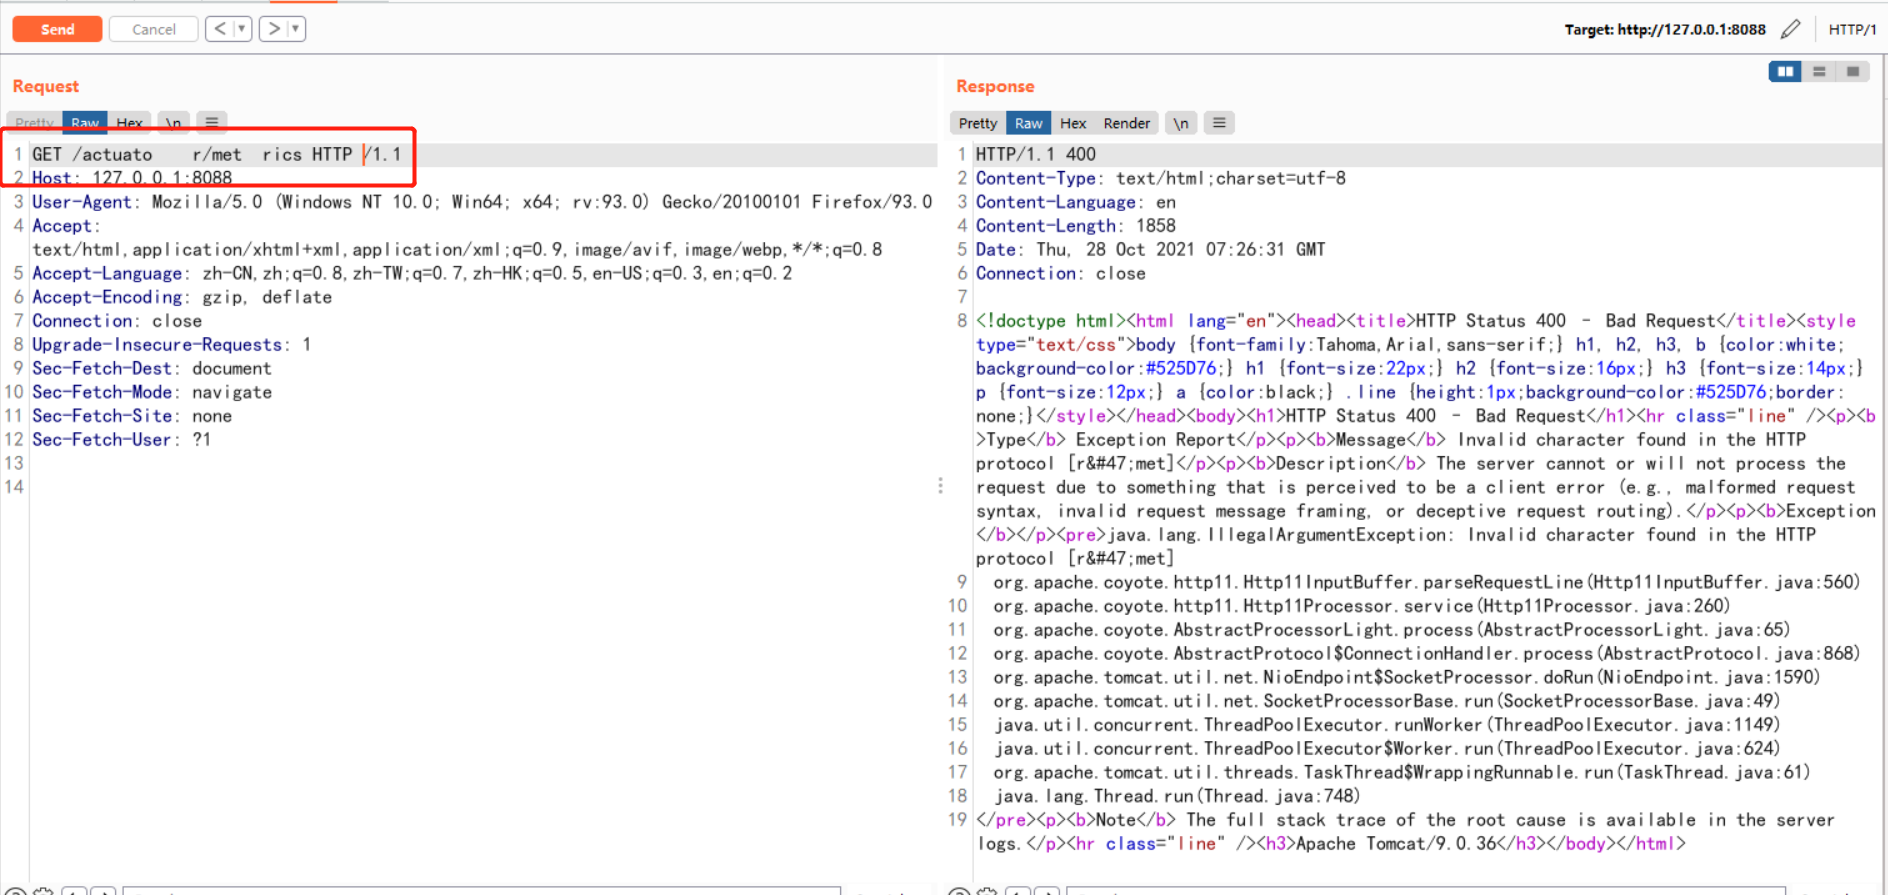 Send Cancel < ▼ > ▼ Target: http://127.0.0.1:8088 HTTP/1
Request
Pretty Raw Hex \n ≡
1 GET /actuato    r/met  rics HTTP /1.1
2 Host: 127.0.0.1:8088
3 User-Agent: Mozilla/5.0 (Windows NT 10.0; Win64; x64; rv:93.0) Gecko/20100101 Firefox/93.0
4 Accept:
text/html,application/xhtml+xml,application/xml;q=0.9,image/avif,image/webp,*/*;q=0.8
5 Accept-Language: zh-CN,zh;q=0.8,zh-TW;q=0.7,zh-HK;q=0.5,en-US;q=0.3,en;q=0.2
6 Accept-Encoding: gzip, deflate
7 Connection: close
8 Upgrade-Insecure-Requests: 1
9 Sec-Fetch-Dest: document
10 Sec-Fetch-Mode: navigate
11 Sec-Fetch-Site: none
12 Sec-Fetch-User: ?1
13
14
Response
Pretty Raw Hex Render \n ≡
1 HTTP/1.1 400
2 Content-Type: text/html;charset=utf-8
3 Content-Language: en
4 Content-Length: 1858
5 Date: Thu, 28 Oct 2021 07:26:31 GMT
6 Connection: close
7
8 <!doctype html><html lang="en"><head><title>HTTP Status 400 – Bad Request</title><style
type="text/css">body {font-family:Tahoma,Arial,sans-serif;} h1, h2, h3, b {color:white;
background-color:#525D76;} h1 {font-size:22px;} h2 {font-size:16px;} h3 {font-size:14px;}
p {font-size:12px;} a {color:black;} .line {height:1px;background-color:#525D76;border:
none;}</style></head><body><h1>HTTP Status 400 – Bad Request</h1><hr class="line" /><p><b
>Type</b> Exception Report</p><p><b>Message</b> Invalid character found in the HTTP
protocol [r&#47;met]</p><p><b>Description</b> The server cannot or will not process the
request due to something that is perceived to be a client error (e.g., malformed request
syntax, invalid request message framing, or deceptive request routing).</p><p><b>Exception
</b></p><pre>java.lang.IllegalArgumentException: Invalid character found in the HTTP
protocol [r&#47;met]
9 org.apache.coyote.http11.Http11InputBuffer.parseRequestLine(Http11InputBuffer.java:560)
10 org.apache.coyote.http11.Http11Processor.service(Http11Processor.java:260)
11 org.apache.coyote.AbstractProcessorLight.process(AbstractProcessorLight.java:65)
12 org.apache.coyote.AbstractProtocol$ConnectionHandler.process(AbstractProtocol.java:868)
13 org.apache.tomcat.util.net.NioEndpoint$SocketProcessor.doRun(NioEndpoint.java:1590)
14 org.apache.tomcat.util.net.SocketProcessorBase.run(SocketProcessorBase.java:49)
15 java.util.concurrent.ThreadPoolExecutor.runWorker(ThreadPoolExecutor.java:1149)
16 java.util.concurrent.ThreadPoolExecutor$Worker.run(ThreadPoolExecutor.java:624)
17 org.apache.tomcat.util.threads.TaskThread$WrappingRunnable.run(TaskThread.java:61)
18 java.lang.Thread.run(Thread.java:748)
19 </pre><p><b>Note</b> The full stack trace of the root cause is available in the server
logs.</p><hr class="line" /><h3>Apache Tomcat/9.0.36</h3></body></html>